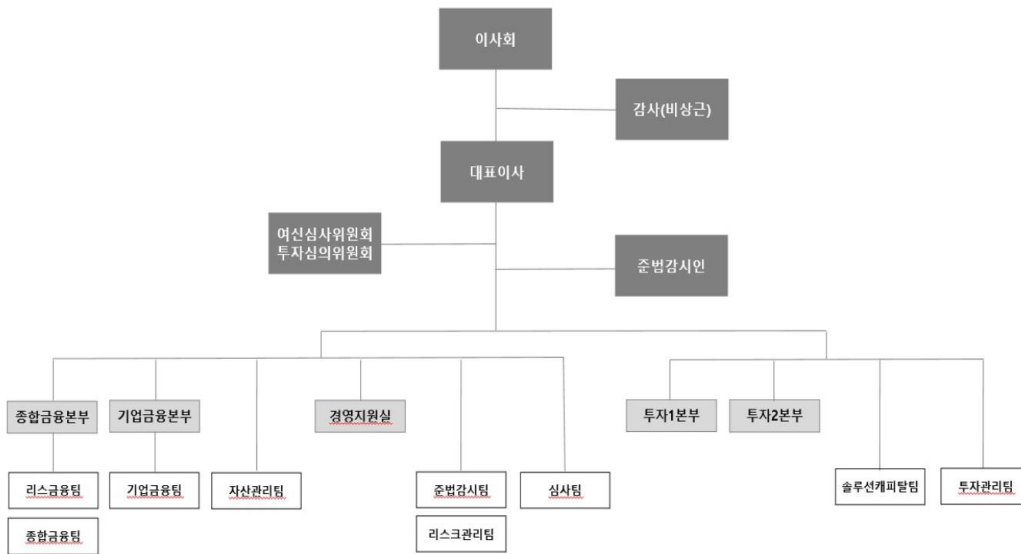 이사회
감사(비상근)
대표이사
여신심사위원회
투자심의위원회
준범감시인
종합금융본부
기업금융본부
경영지원실
투자1본부
투자2본부
리스금융팀
기업금융팀
자산관리팀
준법감시팀
심사팀
솔루션캐피탈팀
투자관리팀
종합금융팀
리스크관리팀